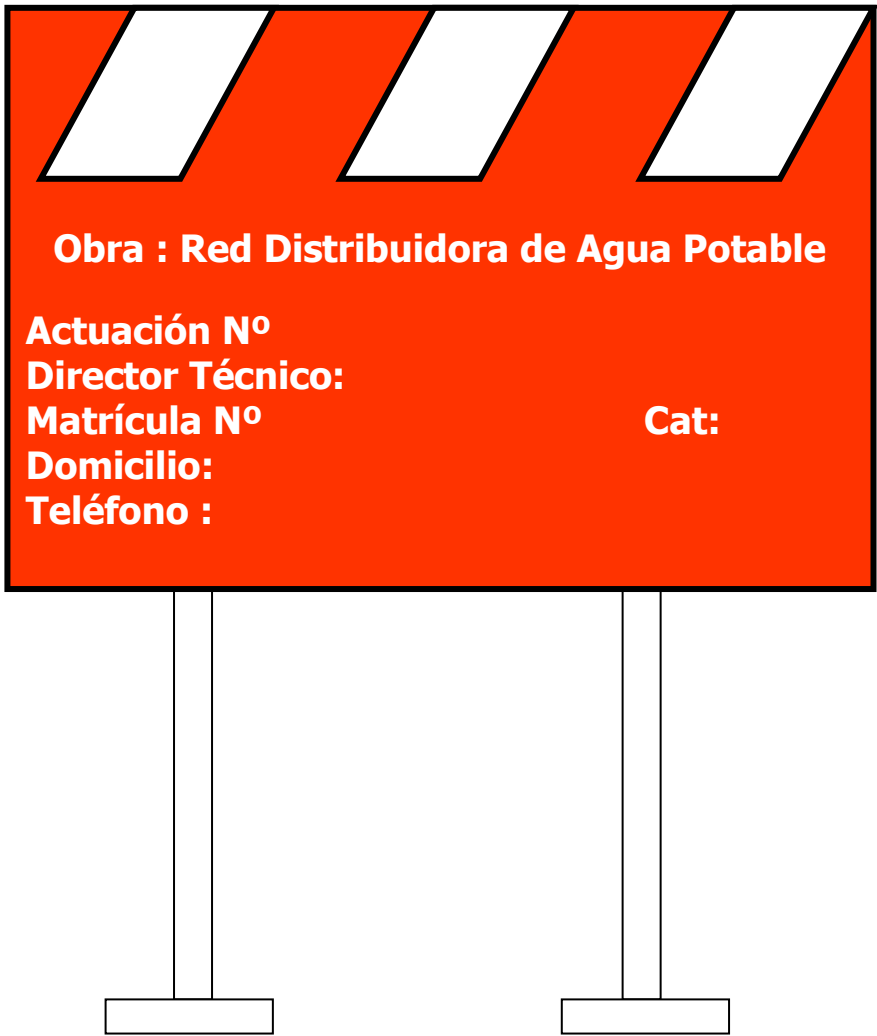 Obra : Red Distribuidora de Agua Potable
Actuación Nº
Director Técnico:
Matrícula Nº Cat:
Domicilio:
Teléfono :